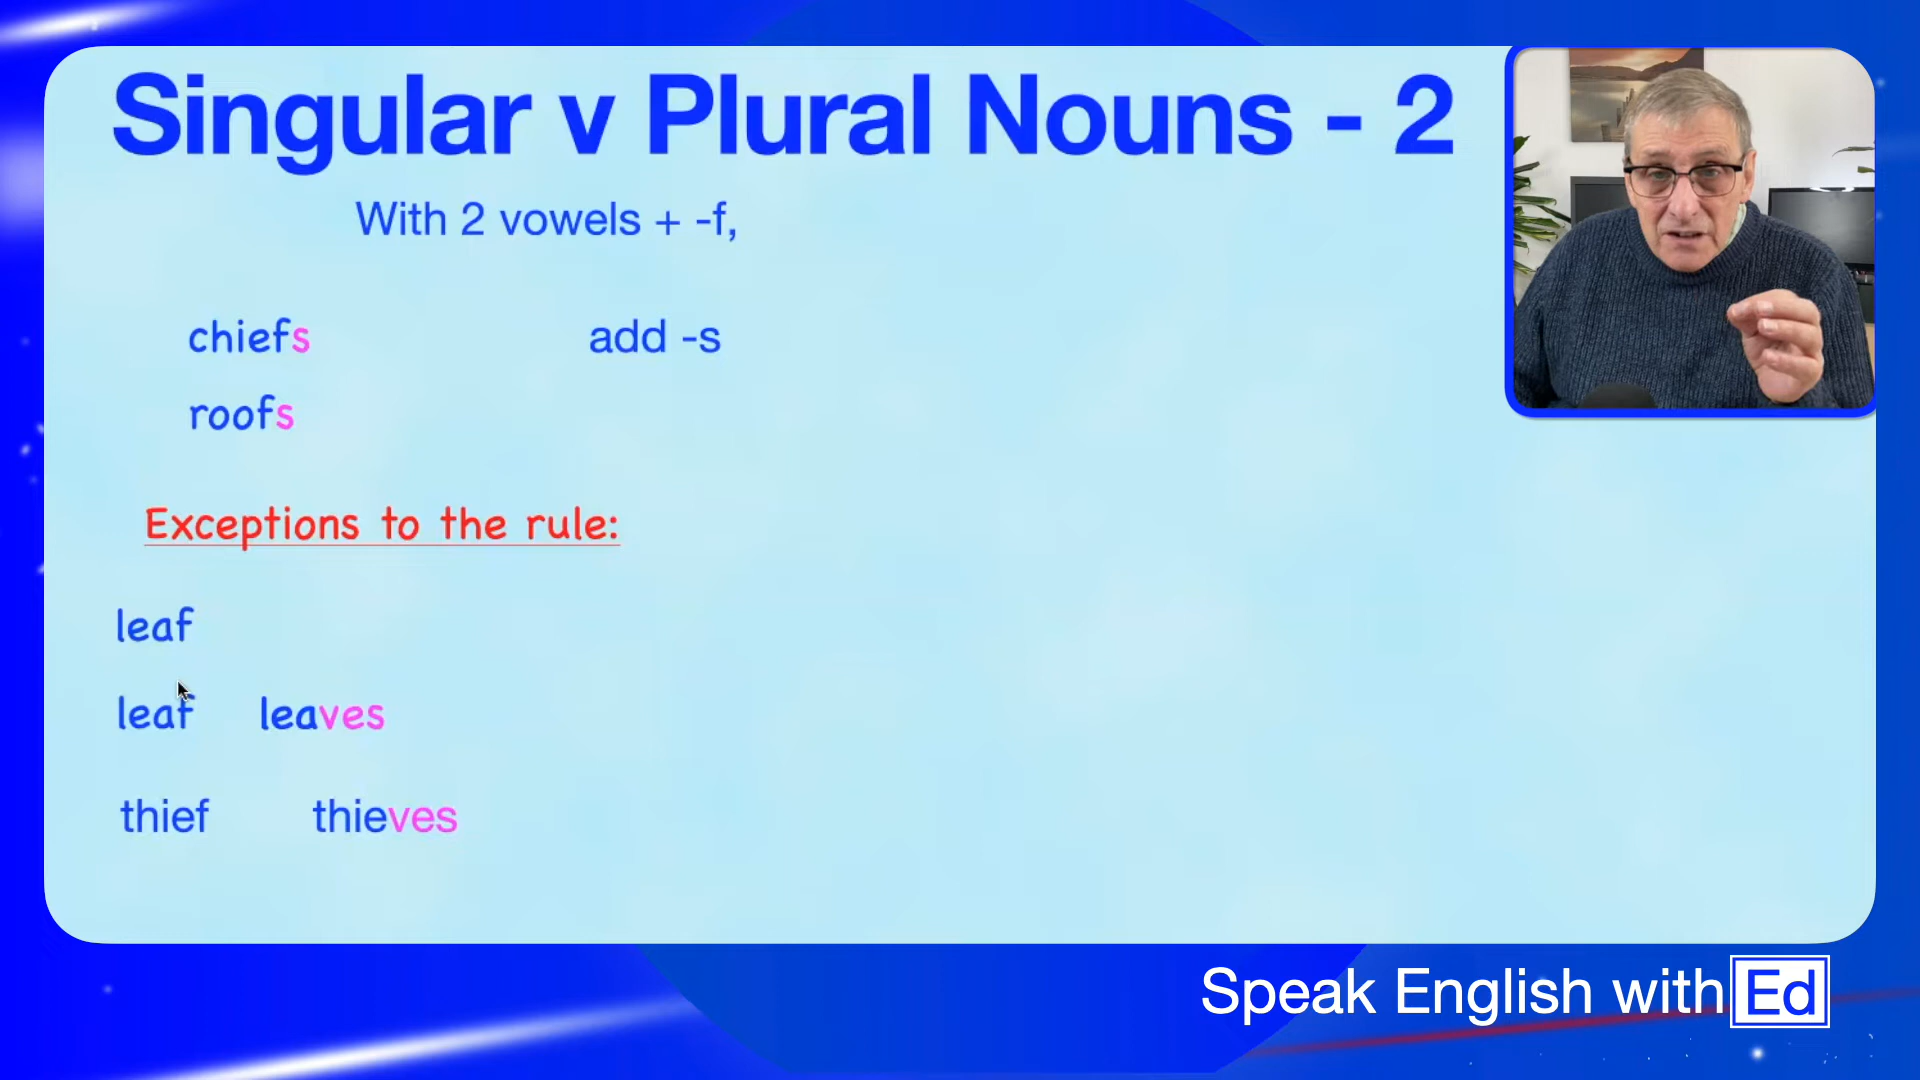 Singular v Plural Nouns - 2
With 2 vowels + -f,
chiefs add -s
roofs
Exceptions to the rule:
leaf
leaf leaves
thief thieves
Speak English with Ed